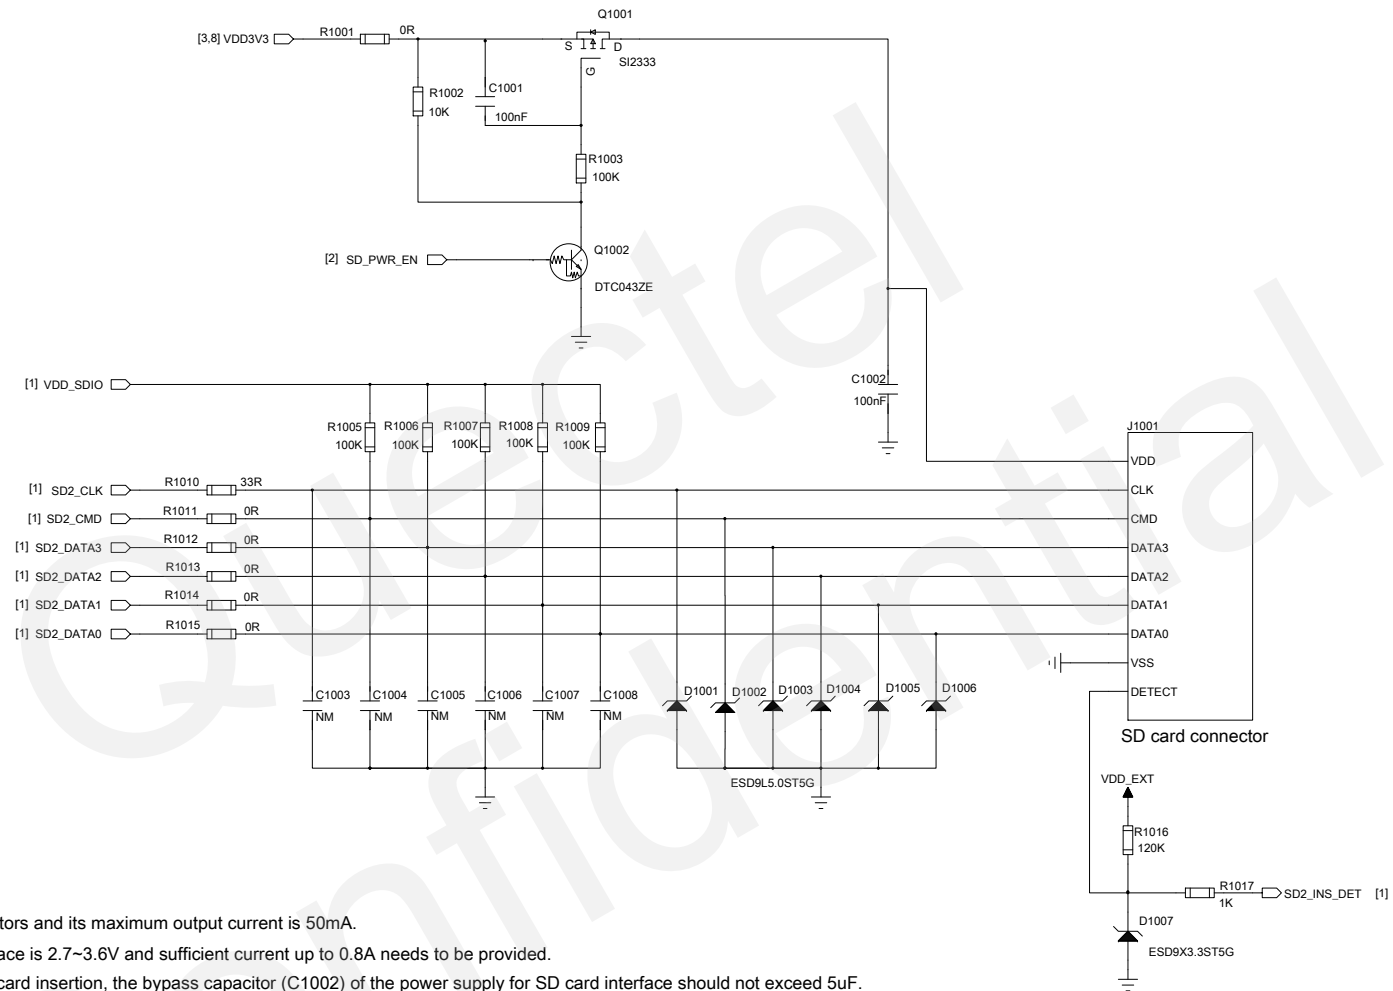 Q1001
[3,8] VDD3V3 R1001 0R
S D
G
SI2333
R1002
10K
C1001
100nF
R1003
100K
[2] SD_PWR_EN
Q1002
DTC043ZE
[1] VDD_SDIO
C1002
100nF
R1005 R1006 R1007 R1008 R1009
100K 100K 100K 100K 100K
J1001
VDD
[1] SD2_CLK R1010 33R CLK
[1] SD2_CMD R1011 0R CMD
[1] SD2_DATA3 R1012 0R DATA3
[1] SD2_DATA2 R1013 0R DATA2
[1] SD2_DATA1 R1014 0R DATA1
[1] SD2_DATA0 R1015 0R DATA0
VSS
DETECT
C1003 C1004 C1005 C1006 C1007 C1008
NM NM NM NM NM NM
D1001 D1002 D1003 D1004 D1005 D1006
ESD9L5.0ST5G
SD card connector
VDD_EXT
R1016
120K
R1017
1K
SD2_INS_DET [1]
D1007
ESD9X3.3ST5G
tors and its maximum output current is 50mA.
ace is 2.7~3.6V and sufficient current up to 0.8A needs to be provided.
card insertion, the bypass capacitor (C1002) of the power supply for SD card interface should not exceed 5uF.
Quectel
onfidential